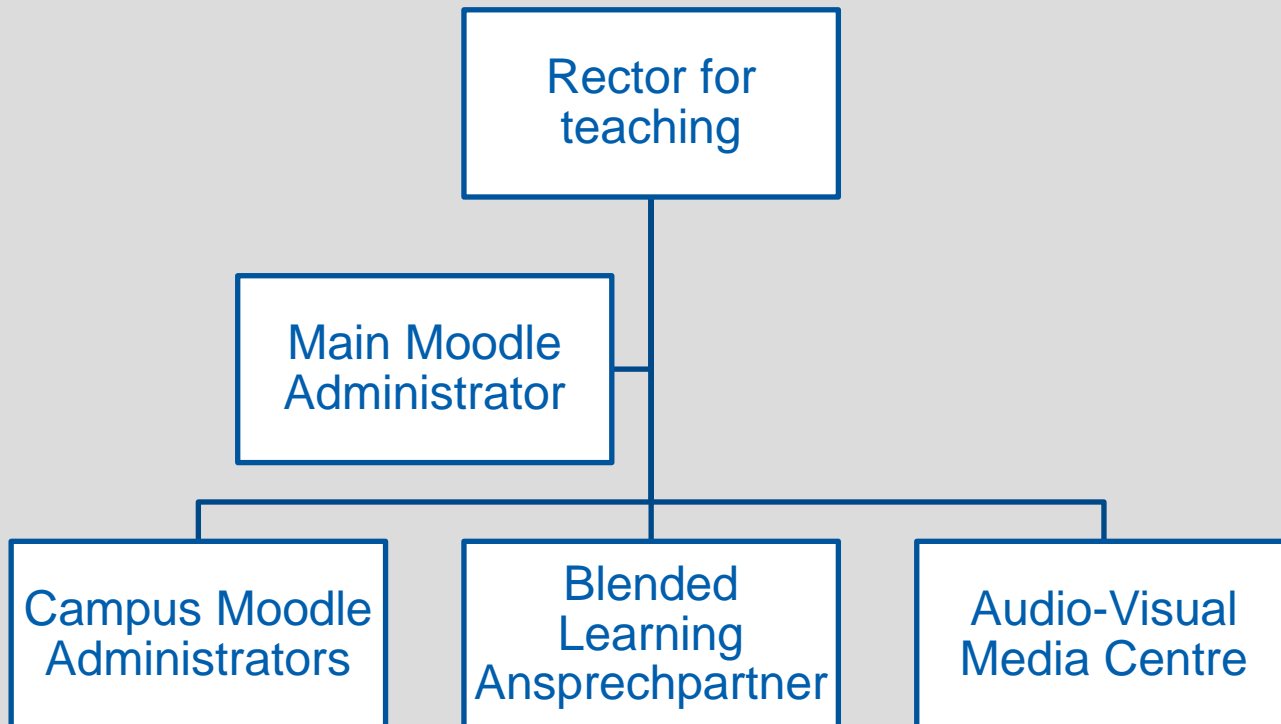 Rector for
teaching
Main Moodle
Administrator
Campus Moodle
Administrators
Blended
Learning
Ansprechpartner
Audio-Visual
Media Centre